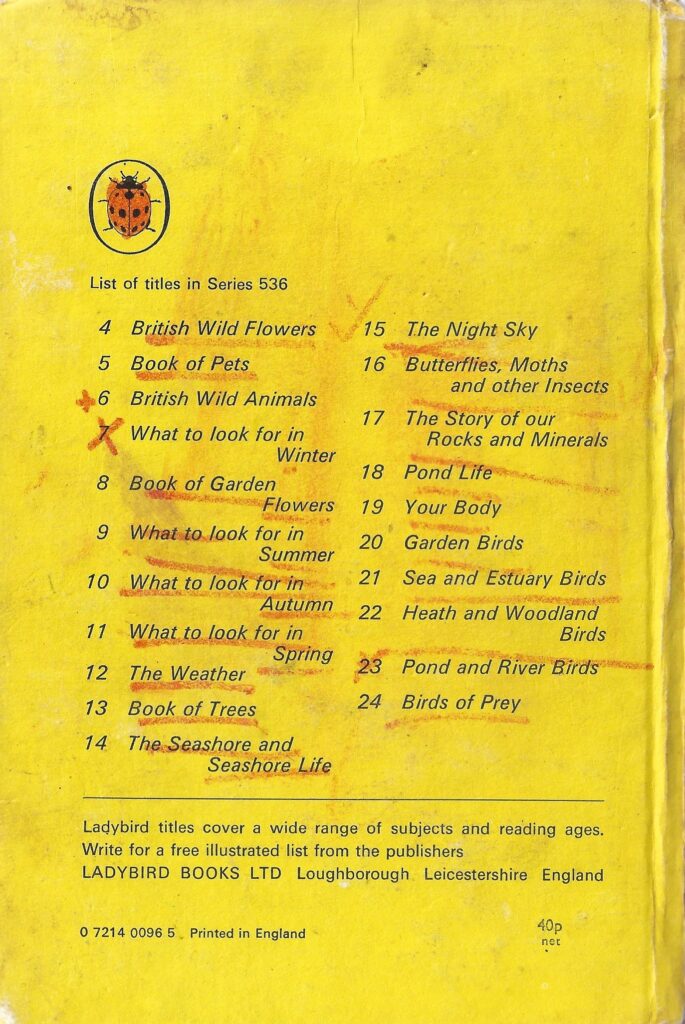 List of titles in Series 536
4 British Wild Flowers
5 Book of Pets
6 British Wild Animals
7 What to look for in
Winter
8 Book of Garden
Flowers
9 What to look for in
Summer
10 What to look for in
Autumn
11 What to look for in
Spring
12 The Weather
13 Book of Trees
14 The Seashore and
Seashore Life
15 The Night Sky
16 Butterflies, Moths
and other Insects
17 The Story of our
Rocks and Minerals
18 Pond Life
19 Your Body
20 Garden Birds
21 Sea and Estuary Birds
22 Heath and Woodland
Birds
23 Pond and River Birds
24 Birds of Prey
Ladybird titles cover a wide range of subjects and reading ages.
Write for a free illustrated list from the publishers
LADYBIRD BOOKS LTD Loughborough Leicestershire England
0 7214 0096 5 Printed in England
40p
net